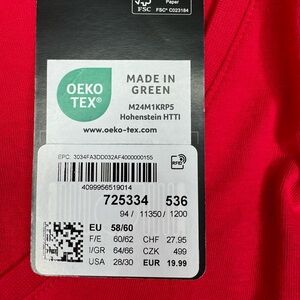 Paper
FSC
FSC® C023184
OEKO
TEX®
MADE IN
GREEN
M24M1KRP5
Hohenstein HTTI
www.oeko-tex.com
EPC: 3034FA3DD032AF4000000155
RFID
4099956519014
725334 536
94 / 11350 / 1200
EU 58/60
F/E 60/62 CHF 27.95
I/GR 64/66 CZK 499
USA 28/30 EUR 19.99